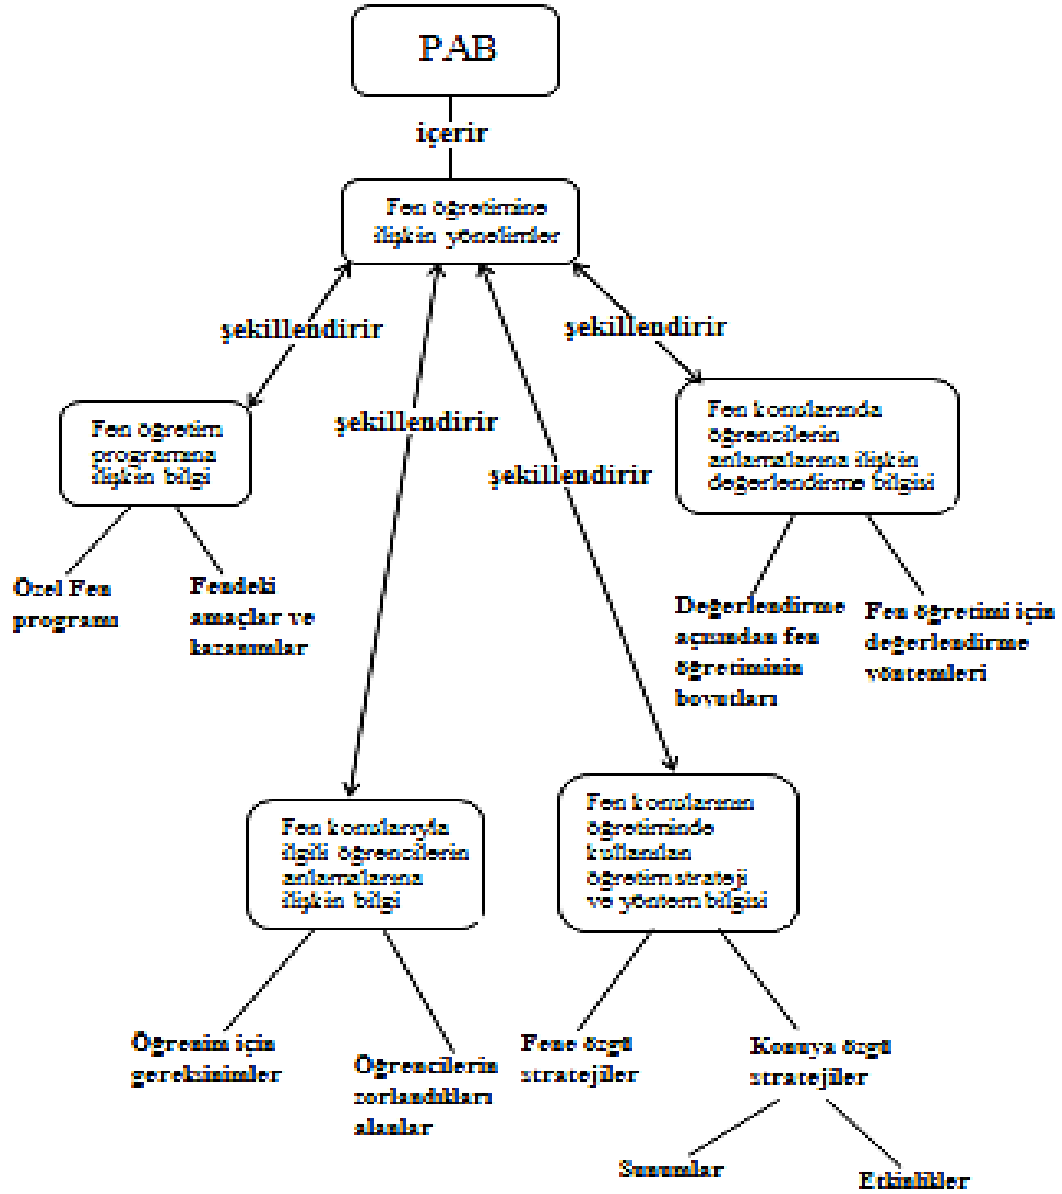 PAB
içerir
Fen öğretimine
ilişkin yönelimler
şekillendirir
şekillendirir
şekillendirir
şekillendirir
Fen öğretim
programına
ilişkin bilgi
Fen konularında
öğrencilerin
anlamalarına ilişkin
değerlendirme bilgisi
Özel Fen
programı
Fendeki
amaçlar ve
kazanımlar
Değerlendirme
açısından fen
öğretiminin
boyutları
Fen öğretimi için
değerlendirme
yöntemleri
Fen konularıyla
ilgili öğrencilerin
anlamalarına
ilişkin bilgi
Fen konularının
öğretiminde
kullanılan
öğretim strateji
ve yöntem bilgisi
Öğrenim için
gereksinimler
Öğrencilerin
zorlandıkları
alanlar
Fene özgü
stratejiler
Konuya özgü
stratejiler
Sunumlar
Etkinlikler